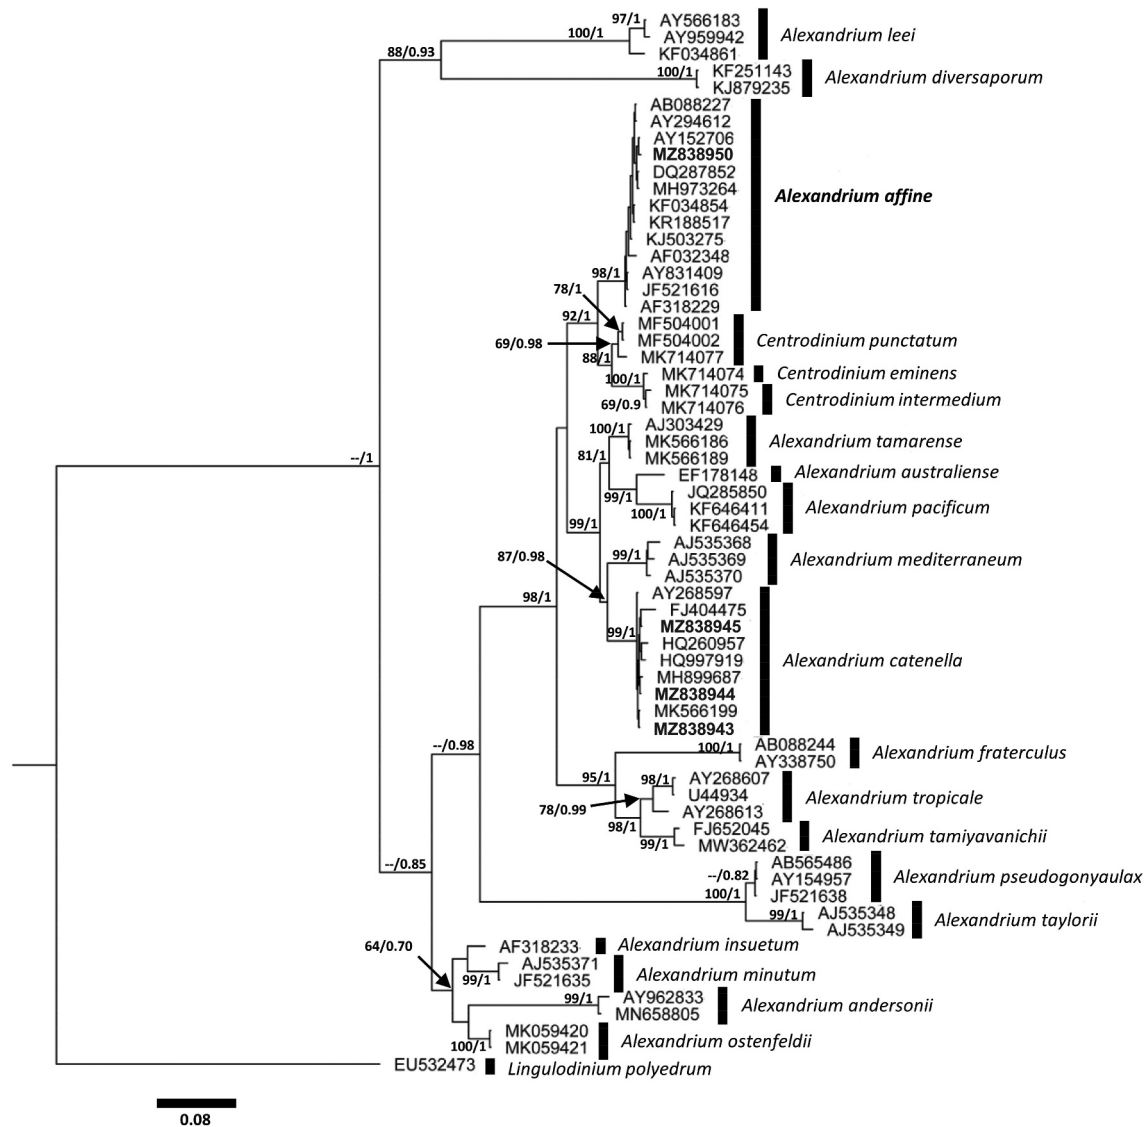 97/1 AY566183
100/1 AY959942 Alexandrium leei
KF034861
88/0.93
100/1 KF251143
KJ879235 Alexandrium diversaporum
AB088227
AY294612
AY152706
MZ838950
DQ287852
MH973264 Alexandrium affine
KF034854
KR188517
KJ503275
AF032348
98/1 AY831409
78/1 JF521616
AF318229
92/1 MF504001
69/0.98 MF504002 Centrodinium punctatum
88/1 MK714077
100/1 MK714074 Centrodinium eminens
MK714075 Centrodinium intermedium
69/0.9 MK714076
100/1 AJ303429
MK566186 Alexandrium tamarense
81/1 MK566189
EF178148 Alexandrium australiense
--/1
99/1 JQ285850
100/1 KF646411 Alexandrium pacificum
99/1 KF646454
AJ535368
87/0.98 99/1 AJ535369 Alexandrium mediterraneum
AJ535370
98/1 AY268597
FJ404475
99/1 MZ838945
HQ260957
HQ997919 Alexandrium catenella
MH899687
MZ838944
MK566199
MZ838943
--/0.98 100/1 AB088244 Alexandrium fraterculus
AY338750
95/1 98/1 AY268607
U44934 Alexandrium tropicale
78/0.99 AY268613
98/1 FJ652045 Alexandrium tamiyavanichii
99/1 MW362462
--/0.85 AB565486
--/0.82 AY154957 Alexandrium pseudogonyaulax
100/1 JF521638
99/1 AJ535348 Alexandrium taylorii
AJ535349
64/0.70 AF318233 Alexandrium insuetum
AJ535371 Alexandrium minutum
99/1 JF521635
99/1 AY962833 Alexandrium andersonii
MN658805
MK059420 Alexandrium ostenfeldii
100/1 MK059421
EU532473 Lingulodinium polyedrum
0.08